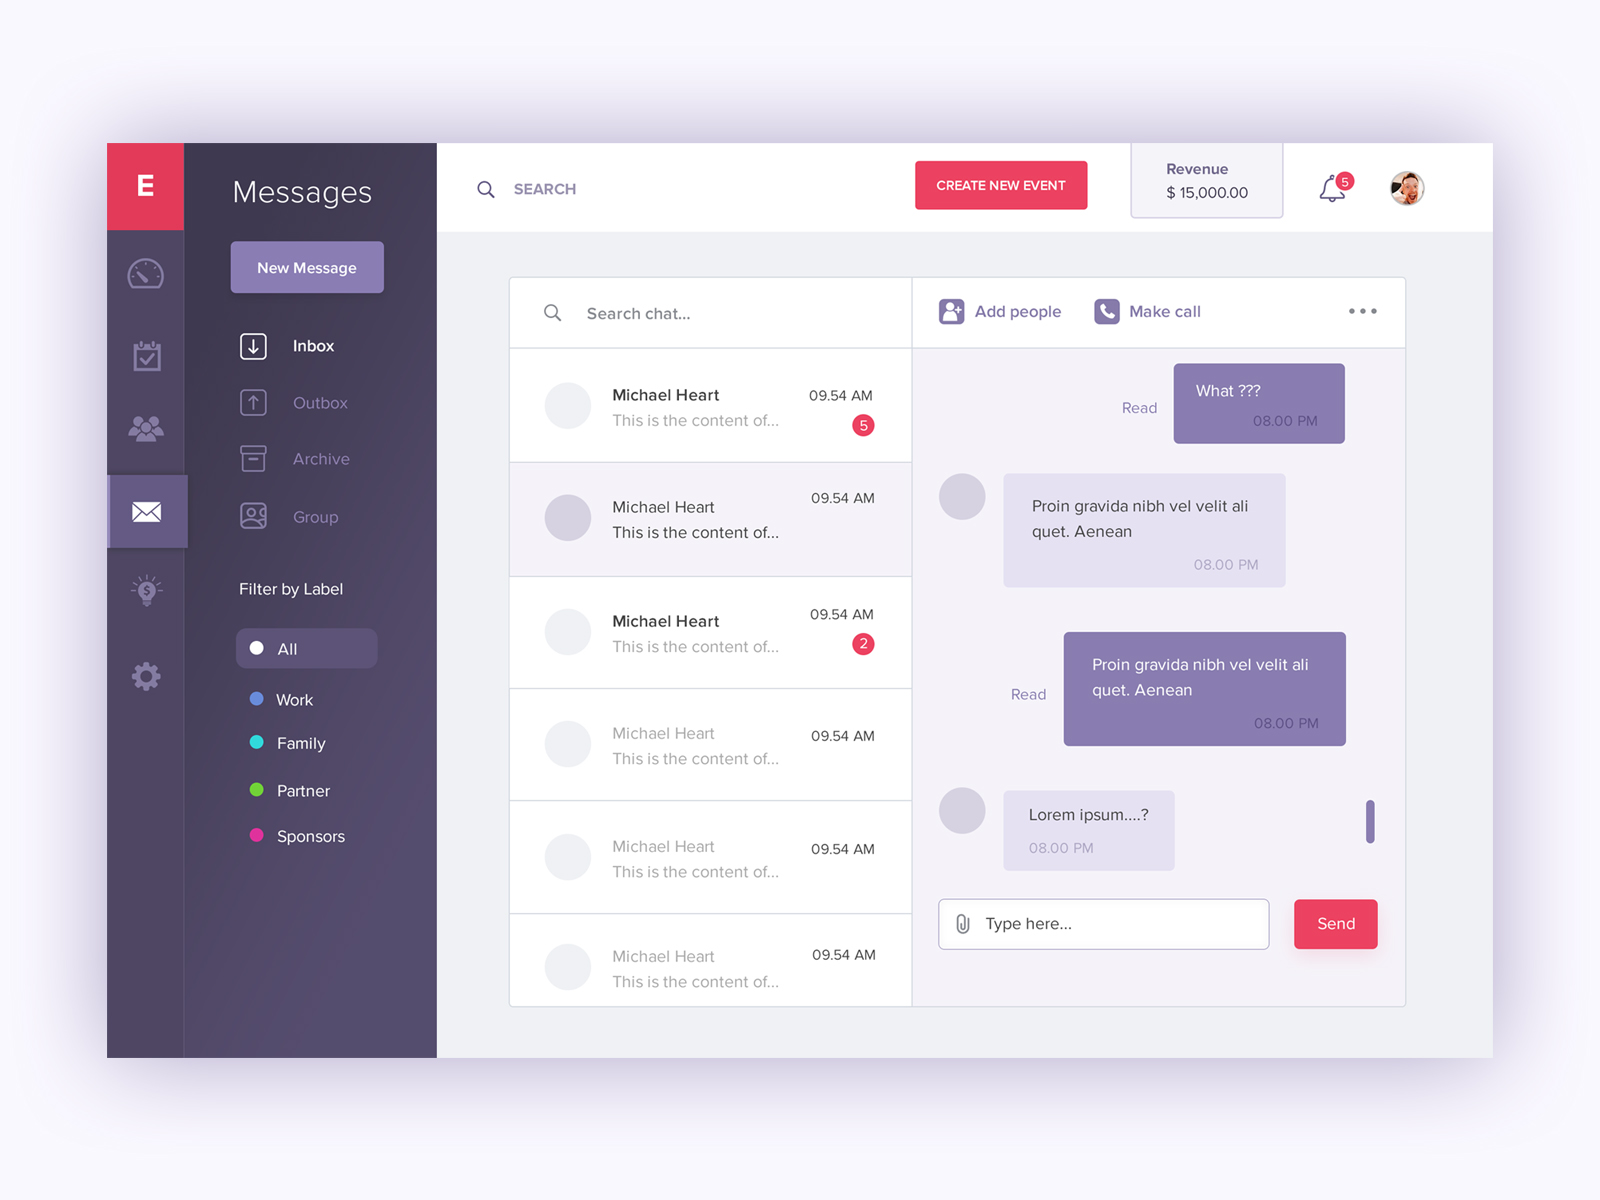 E
Messages
New Message
Inbox
Outbox
Archive
Group
Filter by Label
All
Work
Family
Partner
Sponsors
SEARCH
CREATE NEW EVENT
Revenue
$ 15,000.00
5
Search chat...
Michael Heart
09.54 AM
This is the content of...
5
Michael Heart
09.54 AM
This is the content of...
Michael Heart
09.54 AM
This is the content of...
2
Michael Heart
09.54 AM
This is the content of...
Michael Heart
09.54 AM
This is the content of...
Michael Heart
09.54 AM
This is the content of...
Add people
Make call
What ???
Read
08.00 PM
Proin gravida nibh vel velit ali
quet. Aenean
08.00 PM
Proin gravida nibh vel velit ali
quet. Aenean
Read
08.00 PM
Lorem ipsum....?
08.00 PM
Type here...
Send